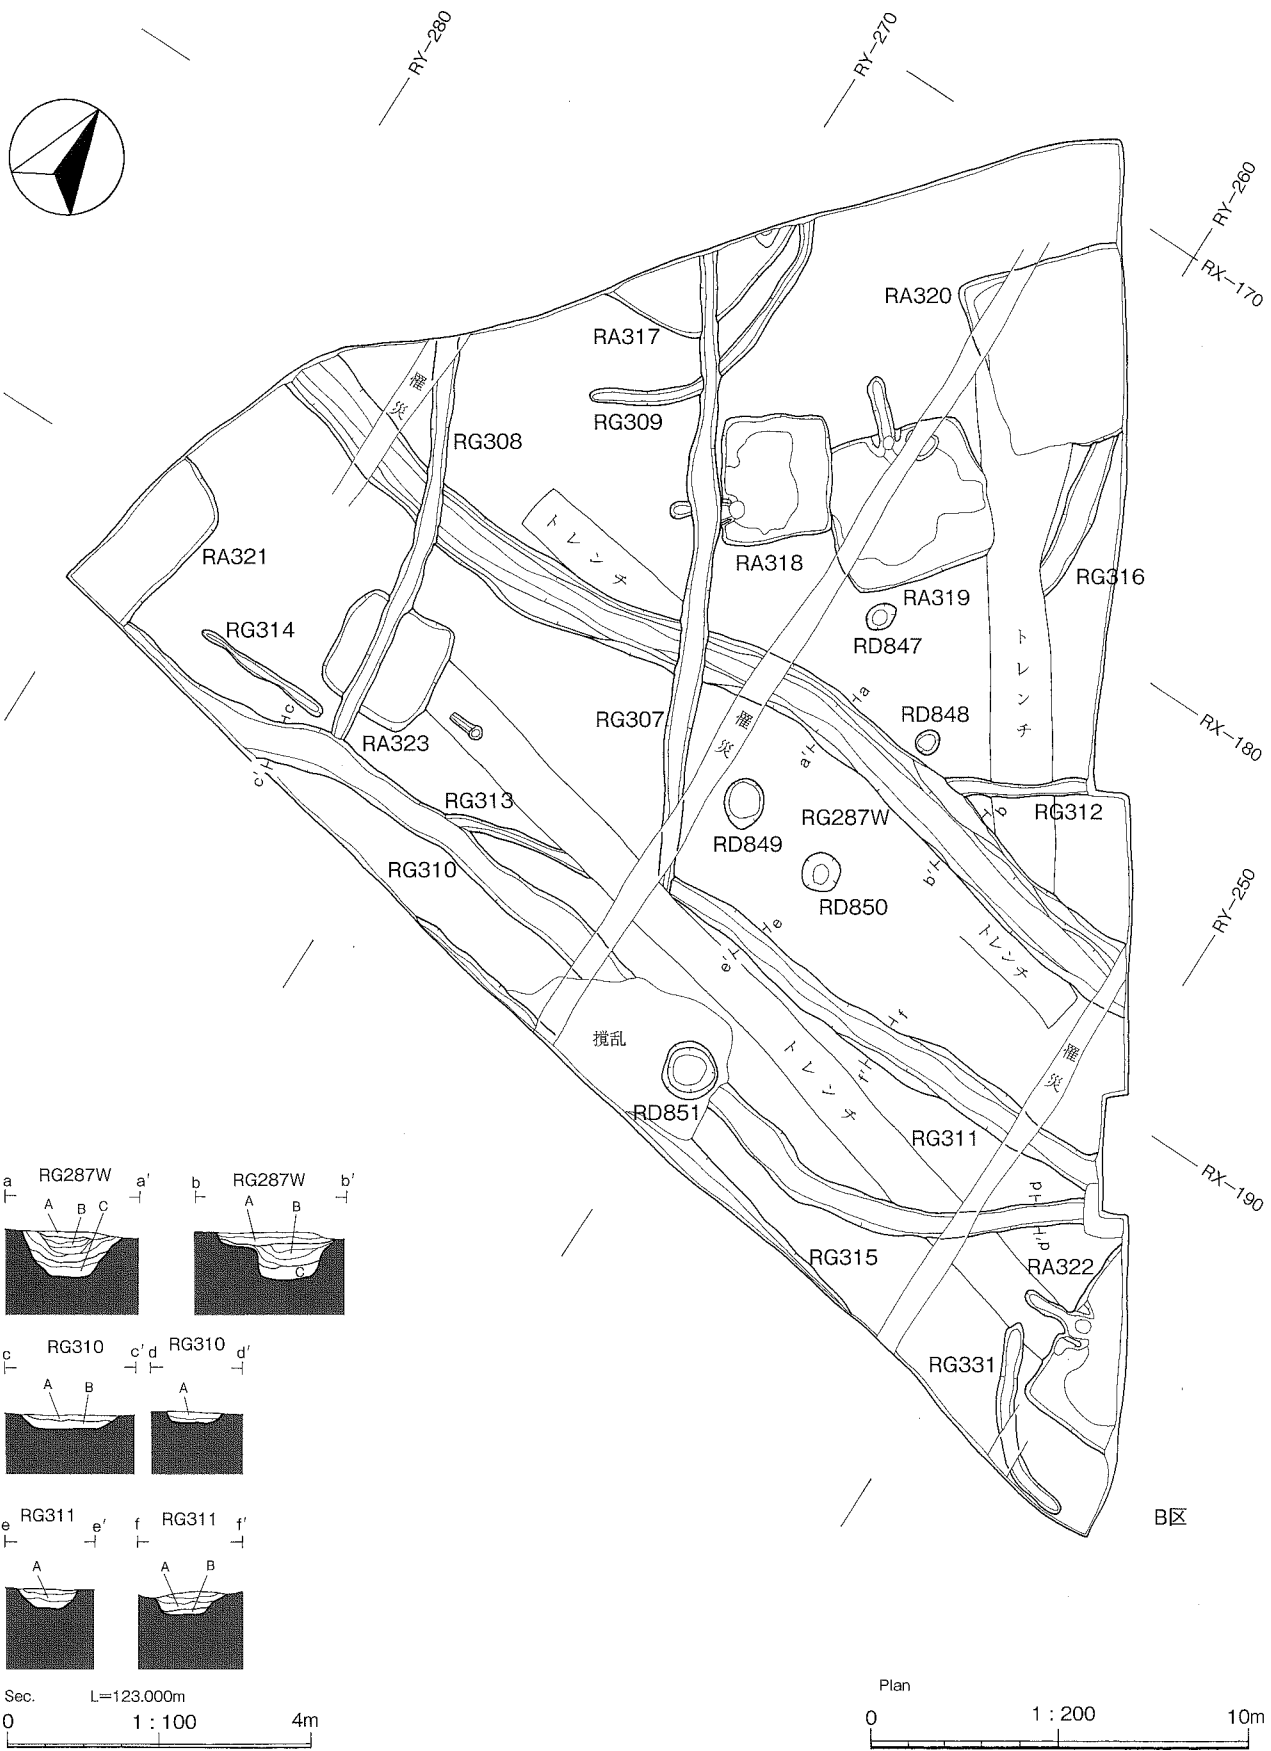 RY-280
RY-270
RY-260
RX-170
RA320
RA317
RG309
罹災
RG308
トレンチ
RA321
RA318
RA319
RG316
RG314
RD847
トレンチ
c
RA323
RG307
a
RD848
RX-180
罹災
c'
a'
RG313
RG287W
b
RG312
RD849
RG310
b'
RD850
RY-250
e
トレンチ
e'
f
撹乱
罹災
トレンチ
f'
RD851
RG311
RX-190
d
d'
RG315
RA322
RG331
B区
a RG287W a'
A B C
b RG287W b'
A B
C
c RG310 c'
A B
d RG310 d'
A
e RG311 e'
A
f RG311 f'
A B
Sec. L=123.000m
0 1:100 4m
Plan
0 1:200 10m